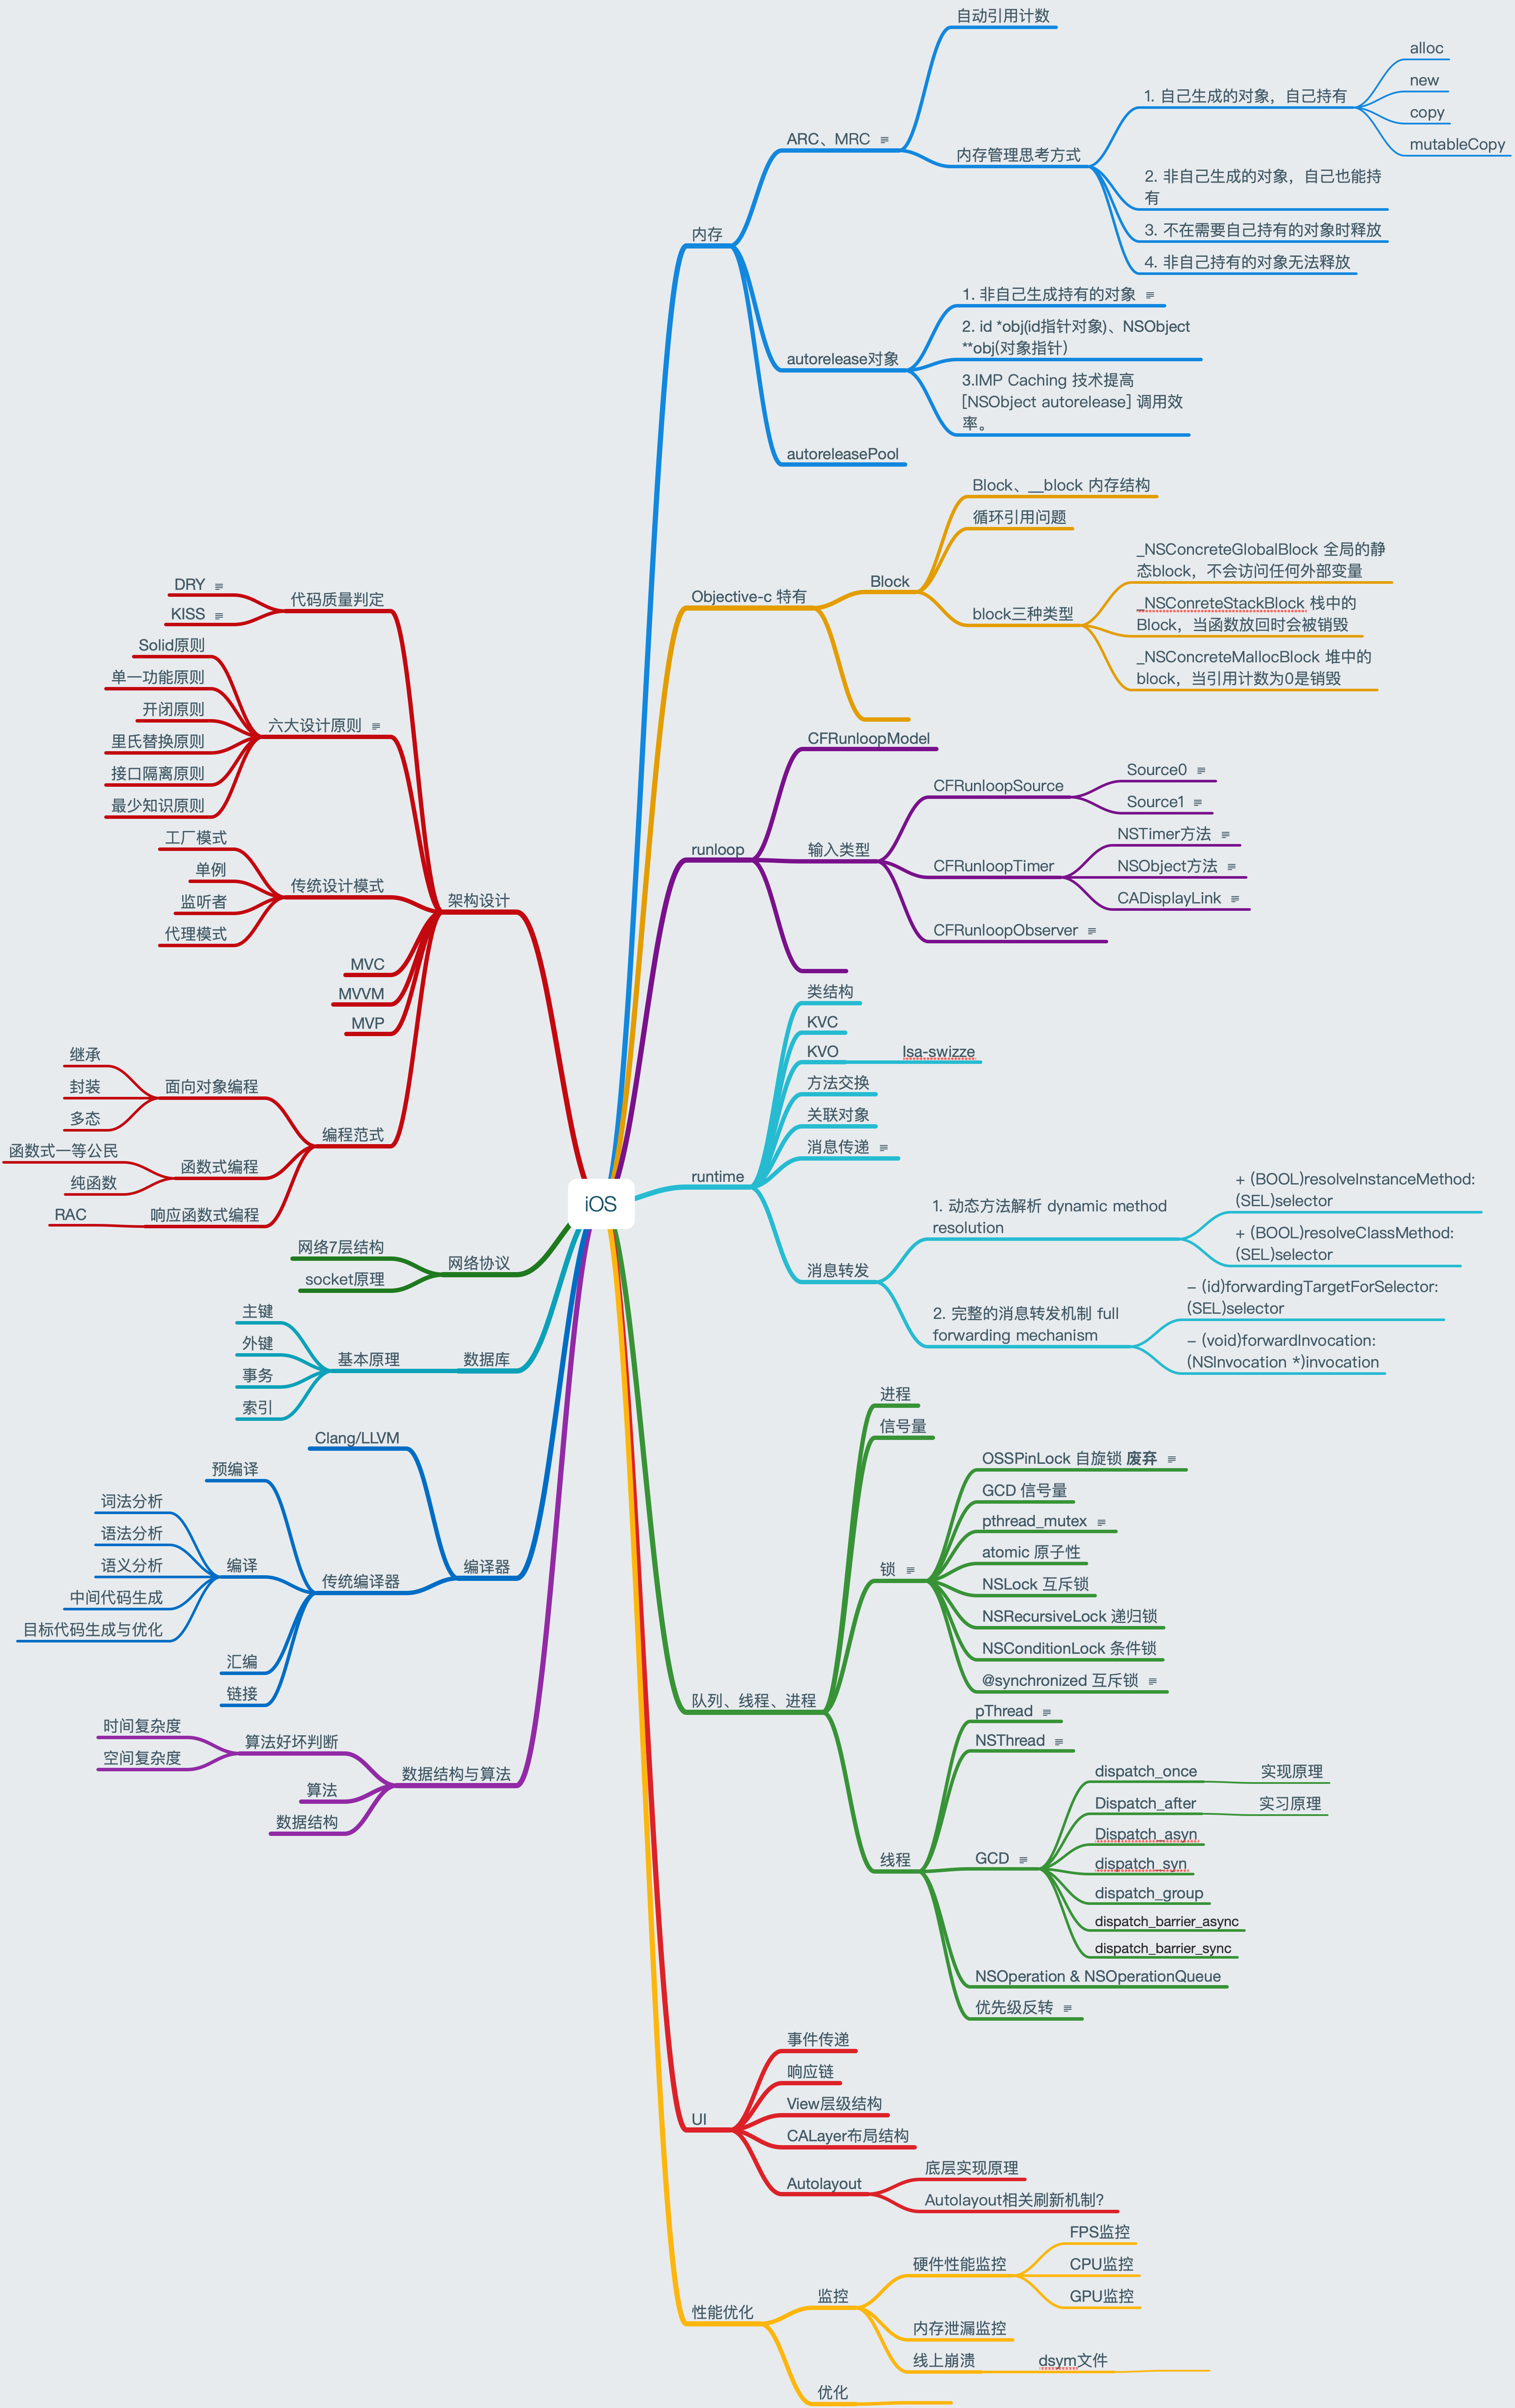 iOS
内存
ARC、MRC
自动引用计数
内存管理思考方式
1. 自己生成的对象，自己持有
alloc
new
copy
mutableCopy
2. 非自己生成的对象，自己也能持
有
3. 不在需要自己持有的对象时释放
4. 非自己持有的对象无法释放
autorelease对象
1. 非自己生成持有的对象
2. id *obj(id指针对象)、NSObject
**obj(对象指针)
3.IMP Caching 技术提高
[NSObject autorelease] 调用效
率。
autoreleasePool
Objective-c 特有
Block
Block、__block 内存结构
循环引用问题
block三种类型
_NSConcreteGlobalBlock 全局的静
态block，不会访问任何外部变量
_NSConreteStackBlock 栈中的
Block，当函数放回时会被销毁
_NSConcreteMallocBlock 堆中的
block，当引用计数为0是销毁
runloop
CFRunloopModel
输入类型
CFRunloopSource
Source0
Source1
CFRunloopTimer
NSTimer方法
NSObject方法
CADisplayLink
CFRunloopObserver
runtime
类结构
KVC
KVO
Isa-swizze
方法交换
关联对象
消息传递
消息转发
1. 动态方法解析 dynamic method
resolution
+ (BOOL)resolveInstanceMethod:
(SEL)selector
+ (BOOL)resolveClassMethod:
(SEL)selector
2. 完整的消息转发机制 full
forwarding mechanism
– (id)forwardingTargetForSelector:
(SEL)selector
– (void)forwardInvocation:
(NSInvocation *)invocation
队列、线程、进程
进程
信号量
锁
OSSPinLock 自旋锁 废弃
GCD 信号量
pthread_mutex
atomic 原子性
NSLock 互斥锁
NSRecursiveLock 递归锁
NSConditionLock 条件锁
@synchronized 互斥锁
线程
pThread
NSThread
GCD
dispatch_once
实现原理
Dispatch_after
实习原理
Dispatch_asyn
dispatch_syn
dispatch_group
dispatch_barrier_async
dispatch_barrier_sync
NSOperation & NSOperationQueue
优先级反转
UI
事件传递
响应链
View层级结构
CALayer布局结构
Autolayout
底层实现原理
Autolayout相关刷新机制？
性能优化
监控
硬件性能监控
FPS监控
CPU监控
GPU监控
内存泄漏监控
线上崩溃
dsym文件
优化
架构设计
代码质量判定
DRY
KISS
六大设计原则
Solid原则
单一功能原则
开闭原则
里氏替换原则
接口隔离原则
最少知识原则
传统设计模式
工厂模式
单例
监听者
代理模式
MVC
MVVM
MVP
编程范式
面向对象编程
继承
封装
多态
函数式编程
函数式一等公民
纯函数
响应函数式编程
RAC
网络协议
网络7层结构
socket原理
数据库
基本原理
主键
外键
事务
索引
编译器
Clang/LLVM
传统编译器
预编译
编译
词法分析
语法分析
语义分析
中间代码生成
目标代码生成与优化
汇编
链接
数据结构与算法
算法好坏判断
时间复杂度
空间复杂度
算法
数据结构